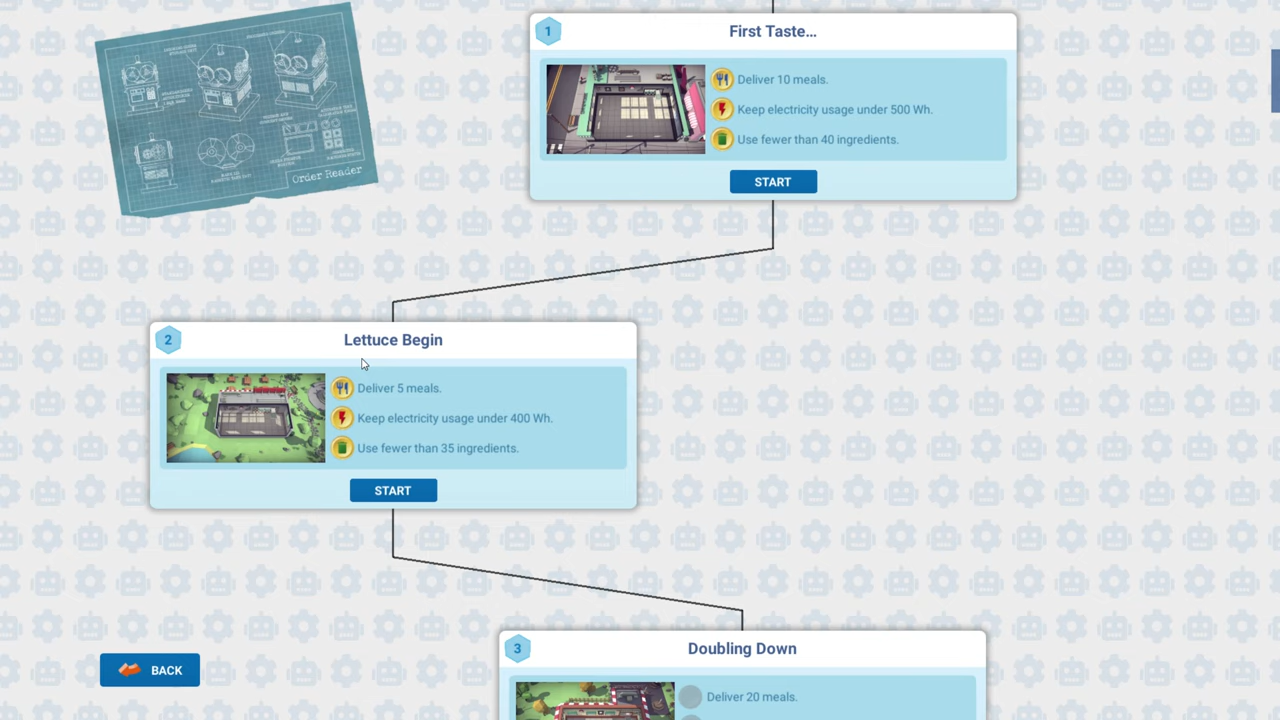 Order Reader
1
First Taste...
Deliver 10 meals.
Keep electricity usage under 500 Wh.
Use fewer than 40 ingredients.
START
2
Lettuce Begin
Deliver 5 meals.
Keep electricity usage under 400 Wh.
Use fewer than 35 ingredients.
START
3
Doubling Down
Deliver 20 meals.
BACK